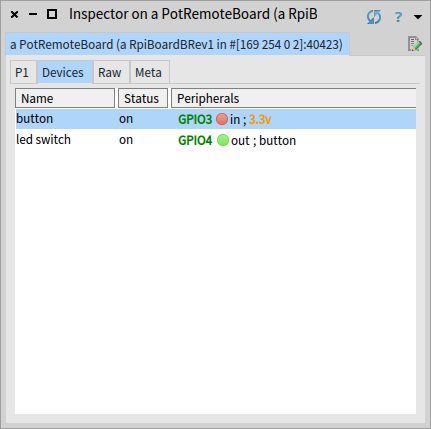 Inspector on a PotRemoteBoard (a RpiB
?
a PotRemoteBoard (a RpiBoardBRev1 in #[169 254 0 2]:40423)
P1 Devices Raw Meta
Name Status Peripherals
button on GPIO3 in ; 3.3v
led switch on GPIO4 out ; button